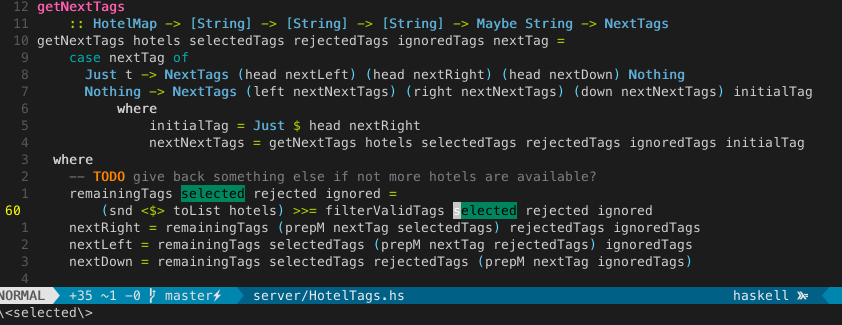 12 getNextTags
11     :: HotelMap -> [String] -> [String] -> [String] -> Maybe String -> NextTags
10 getNextTags hotels selectedTags rejectedTags ignoredTags nextTag =
9     case nextTag of
8       Just t -> NextTags (head nextLeft) (head nextRight) (head nextDown) Nothing
7       Nothing -> NextTags (left nextNextTags) (right nextNextTags) (down nextNextTags) initialTag
6           where
5               initialTag = Just $ head nextRight
4               nextNextTags = getNextTags hotels selectedTags rejectedTags ignoredTags initialTag
3   where
2     -- TODO give back something else if not more hotels are available?
1     remainingTags selected rejected ignored =
60         (snd <$> toList hotels) >>= filterValidTags selected rejected ignored
1     nextRight = remainingTags (prepM nextTag selectedTags) rejectedTags ignoredTags
2     nextLeft = remainingTags selectedTags (prepM nextTag rejectedTags) ignoredTags
3     nextDown = remainingTags selectedTags rejectedTags (prepM nextTag ignoredTags)
4
NORMAL +35 ~1 -0 master server/HotelTags.hs haskell
\<selected\>